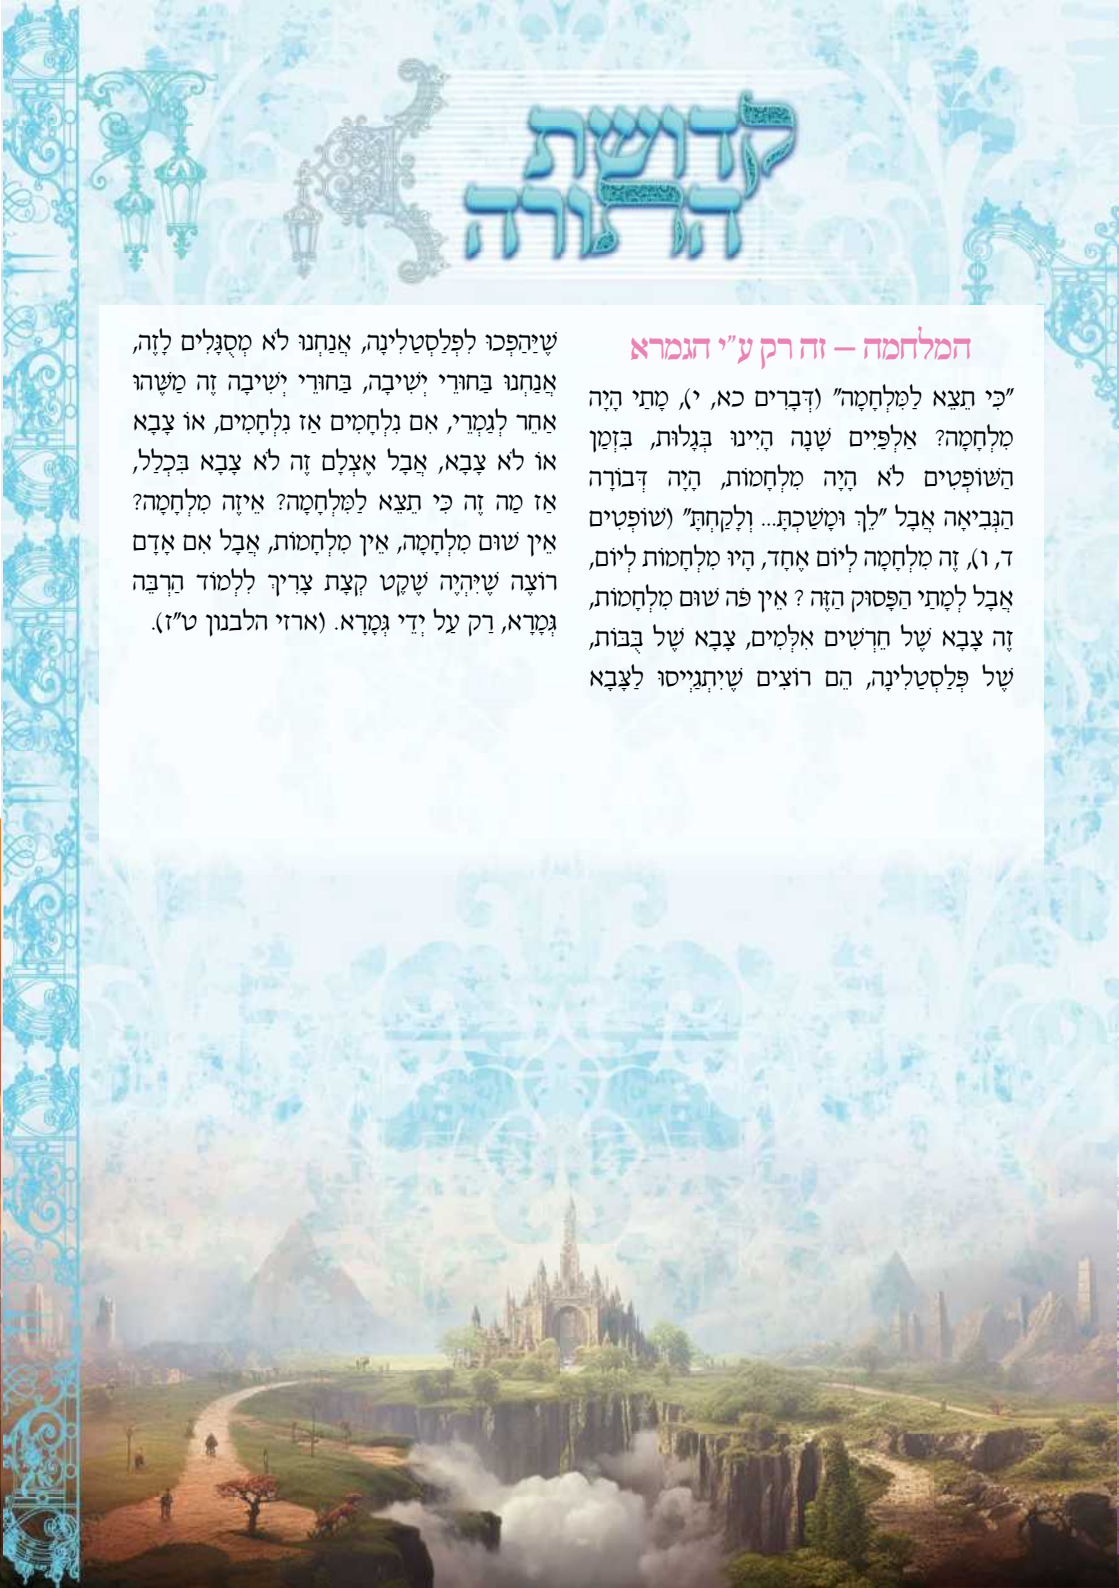 קדושת
התורה
המלחמה – זה רק ע״י הגמרא
״כִּי תֵצֵא לַמִּלְחָמָה״ (דְּבָרִים כא, י), מָתַי הָיָה
מִלְחָמָה? אַלְפַּיִים שָׁנָה הָיִינוּ בְּגָלוּת, בִּזְמַן
הַשּׁוֹפְטִים לֹא הָיָה מִלְחָמוֹת, הָיָה דְּבוֹרָה
הַנְּבִיאָה אֲבָל ״לֵךְ וּמָשַׁכְתָּ... וְלָקַחְתָּ״ (שׁוֹפְטִים
ד, ו), זֶה מִלְחָמָה לְיוֹם אֶחָד, הָיוּ מִלְחָמוֹת לְיוֹם,
אֲבָל לְמָתַי הַפָּסוּק הַזֶּה ? אֵין פֹּה שׁוּם מִלְחָמוֹת,
זֶה צָבָא שֶׁל חֵרְשִׁים אִלְּמִים, צָבָא שֶׁל בֻּבּוֹת,
שֶׁל פְּלַסְטַלִינָה, הֵם רוֹצִים שֶׁיִתְגַּיְיסוּ לַצָּבָא
שֶׁיַּהַפְכוּ לִפְלַסְטַלִינָה, אֲנַחְנוּ לֹא מְסֻגָּלִים לָזֶה,
אֲנַחְנוּ בַּחוּרֵי יְשִׁיבָה, בַּחוּרֵי יְשִׁיבָה זֶה מַשֶּׁהוּ
אַחֵר לְגַמְרֵי, אִם נִלְחָמִים אַז נִלְחָמִים, אוֹ צָבָא
אוֹ לֹא צָבָא, אֲבָל אֶצְלָם זֶה לֹא צָבָא בִּכְלַל,
אַז מַה זֶה כִּי תֵצֵא לַמִּלְחָמָה? אֵיזֶה מִלְחָמָה?
אֵין שׁוּם מִלְחָמָה, אֵין מִלְחָמוֹת, אֲבָל אִם אָדָם
רוֹצֶה שֶׁיִּהְיֶה שֶׁקֶט קְצָת צָרִיךְ לִלְמוֹד הַרְבֵּה
גְּמָרָא, רַק עַל יְדֵי גְּמָרָא. (ארזי הלבנון ט״ז).